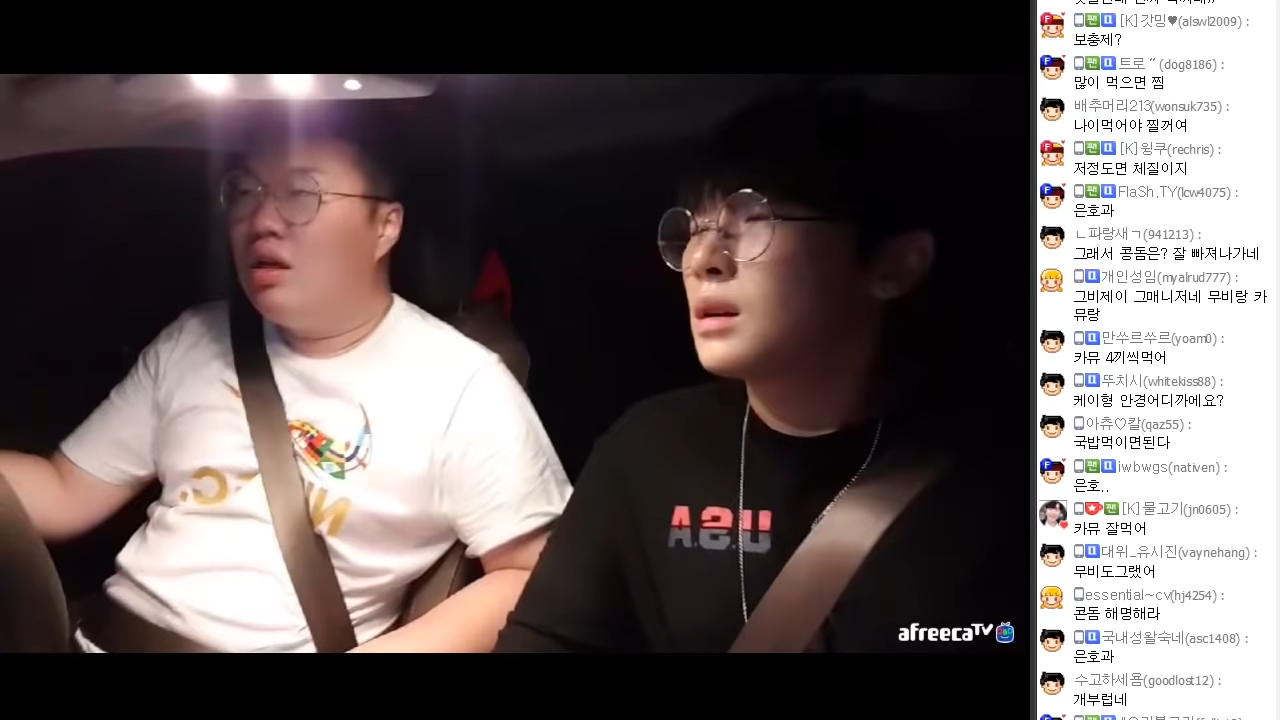 [K]갓밍♥(alswl2009) :
보충제?
트로˝(dog8186) :
많이 먹으면 찜
배추머리213(wonsuk735) :
나이먹어야 찔꺼여
[K]윙쿠(rechris) :
저정도면 체질이지
FlaSh,TY(lcw4075) :
은호과
ㄴ파랑새ㄱ(941213) :
그래서 콩돔은? 잘 빠져나가네
개인성임(myalrud777) :
그비제이 그매니저네 무비랑 카
뮤랑
만쑤르쑤르(yoam0) :
카뮤 4끼씩먹어
뚜치시(whitekiss88) :
케이형 안경어디꺼에요?
아츄♡칼(qaz55) :
국밥먹이면된다
jwbwgs(nativen) :
은호..
[K]물고기(jn0605) :
카뮤 잘먹어
대위_유시진(vaynehang) :
무비도그랬어
essential~cv(hj4254) :
콘돔 해명해라
국내성왈숙네(asc1408) :
은호과
수고하세욤(goodlost12) :
개부럽네
U.S.A
afreecaTV